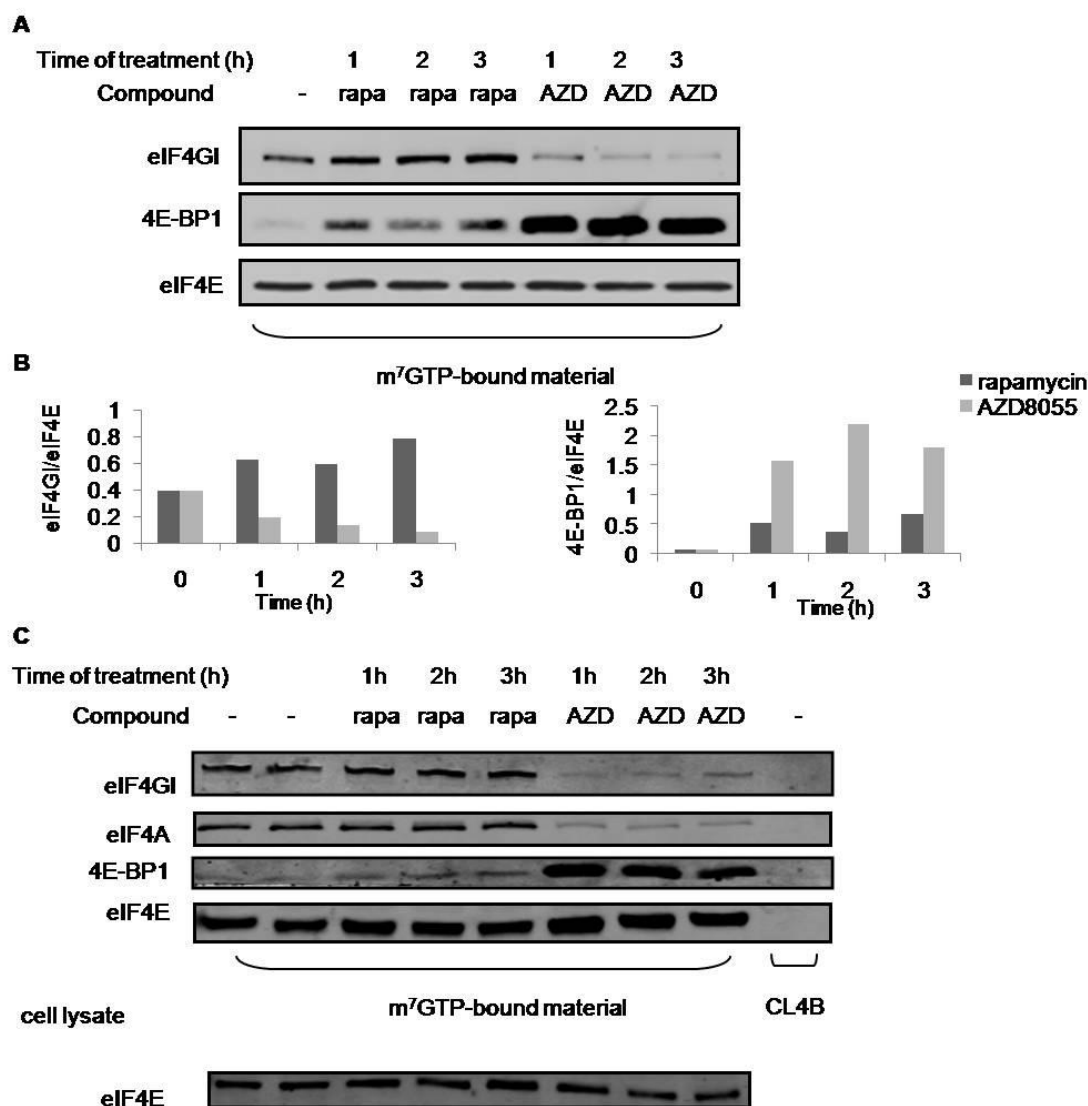 A
Time of treatment (h) 1 2 3 1 2 3
Compound - rapa rapa rapa AZD AZD AZD
eIF4GI
4E-BP1
eIF4E
m⁷GTP-bound material
B
rapamycin
AZD8055
eIF4GI/eIF4E
1
0.8
0.6
0.4
0.2
0
0 1 2 3
Time (h)
4E-BP1/eIF4E
2.5
2
1.5
1
0.5
0
0 1 2 3
Time (h)
C
Time of treatment (h) 1h 2h 3h 1h 2h 3h
Compound - - rapa rapa rapa AZD AZD AZD -
eIF4GI
eIF4A
4E-BP1
eIF4E
m⁷GTP-bound material CL4B
cell lysate
eIF4E